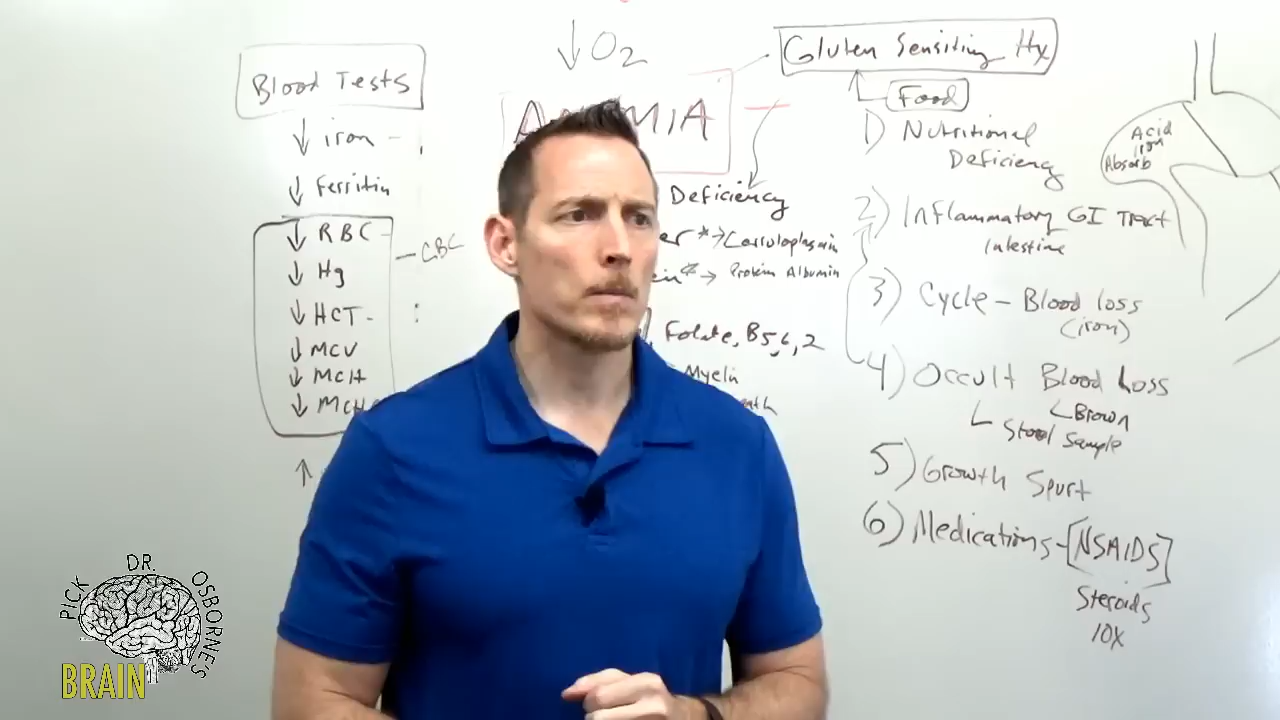 ↓ O2
Blood Tests
↓ iron -
↓ Ferritin
↓ RBC -
↓ Hg
↓ HCT -
↓ MCV
↓ MCH
↓ MCH
- CBC
↑
Deficiency
* → Cerruloplasmin
* → Protein Albumin
Folate, B5,6,2
Myelin
Gluten Sensitivity Hx
Food
1) Nutritional
Deficiency
2) Inflammatory GI Tract
Intestine
3) Cycle - Blood loss
(iron)
4) Occult Blood Loss
Brown
Stool Sample
5) Growth Spurt
6) Medications - [NSAIDS]
Steroids
10x
Acid
iron
Absorb
PICK DR. OSBORNE'S
BRAIN